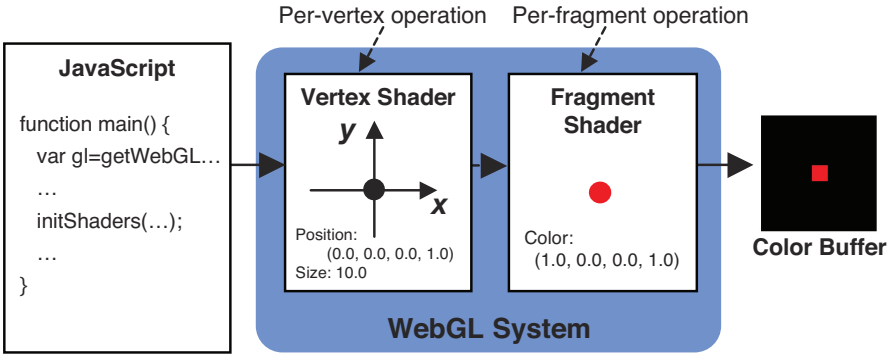 Per-vertex operation
Per-fragment operation
JavaScript
function main() {
var gl=getWebGL…
…
initShaders(…);
…
}
Vertex Shader
y
x
Position:
(0.0, 0.0, 0.0, 1.0)
Size: 10.0
Fragment
Shader
Color:
(1.0, 0.0, 0.0, 1.0)
Color Buffer
WebGL System